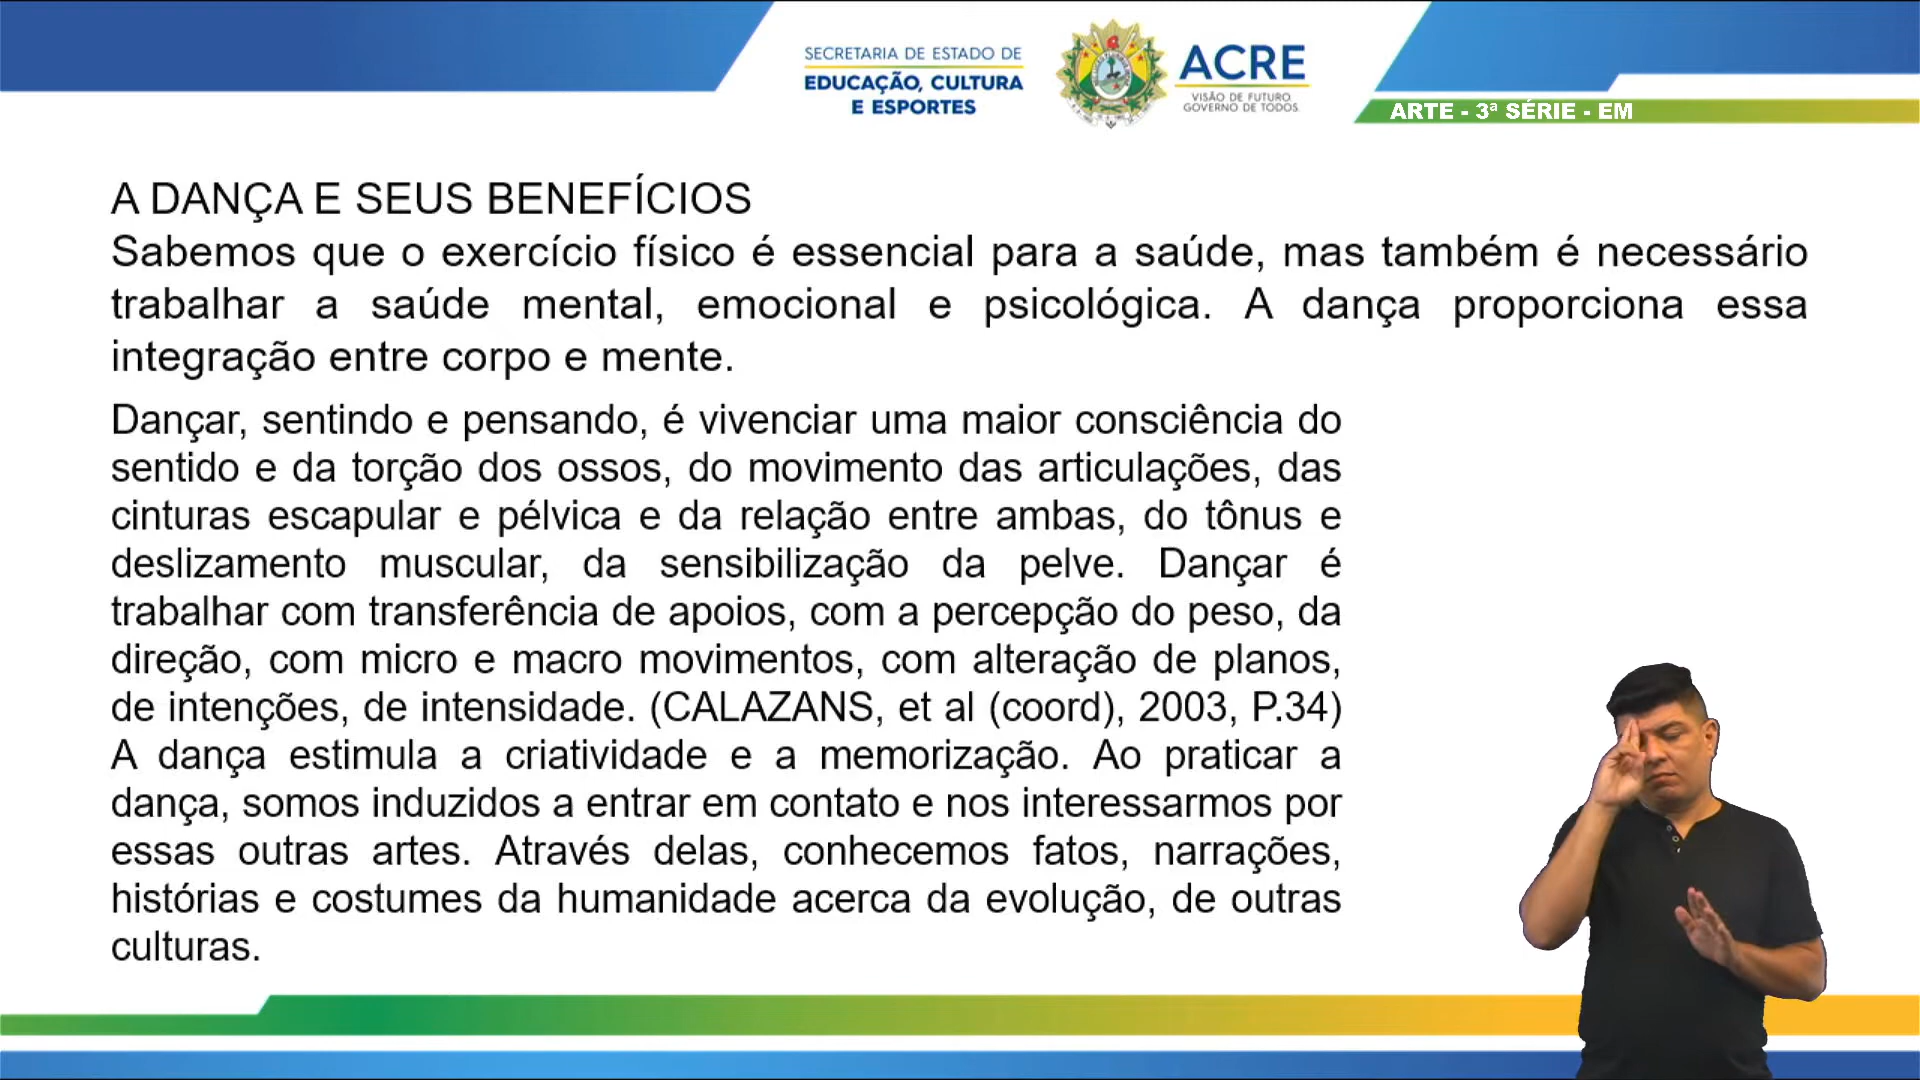 SECRETARIA DE ESTADO DE
EDUCAÇÃO, CULTURA
E ESPORTES
ACRE
VISÃO DE FUTURO
GOVERNO DE TODOS
ARTE - 3ª SÉRIE - EM
A DANÇA E SEUS BENEFÍCIOS
Sabemos que o exercício físico é essencial para a saúde, mas também é necessário
trabalhar a saúde mental, emocional e psicológica. A dança proporciona essa
integração entre corpo e mente.
Dançar, sentindo e pensando, é vivenciar uma maior consciência do
sentido e da torção dos ossos, do movimento das articulações, das
cinturas escapular e pélvica e da relação entre ambas, do tônus e
deslizamento muscular, da sensibilização da pelve. Dançar é
trabalhar com transferência de apoios, com a percepção do peso, da
direção, com micro e macro movimentos, com alteração de planos,
de intenções, de intensidade. (CALAZANS, et al (coord), 2003, P.34)
A dança estimula a criatividade e a memorização. Ao praticar a
dança, somos induzidos a entrar em contato e nos interessarmos por
essas outras artes. Através delas, conhecemos fatos, narrações,
histórias e costumes da humanidade acerca da evolução, de outras
culturas.